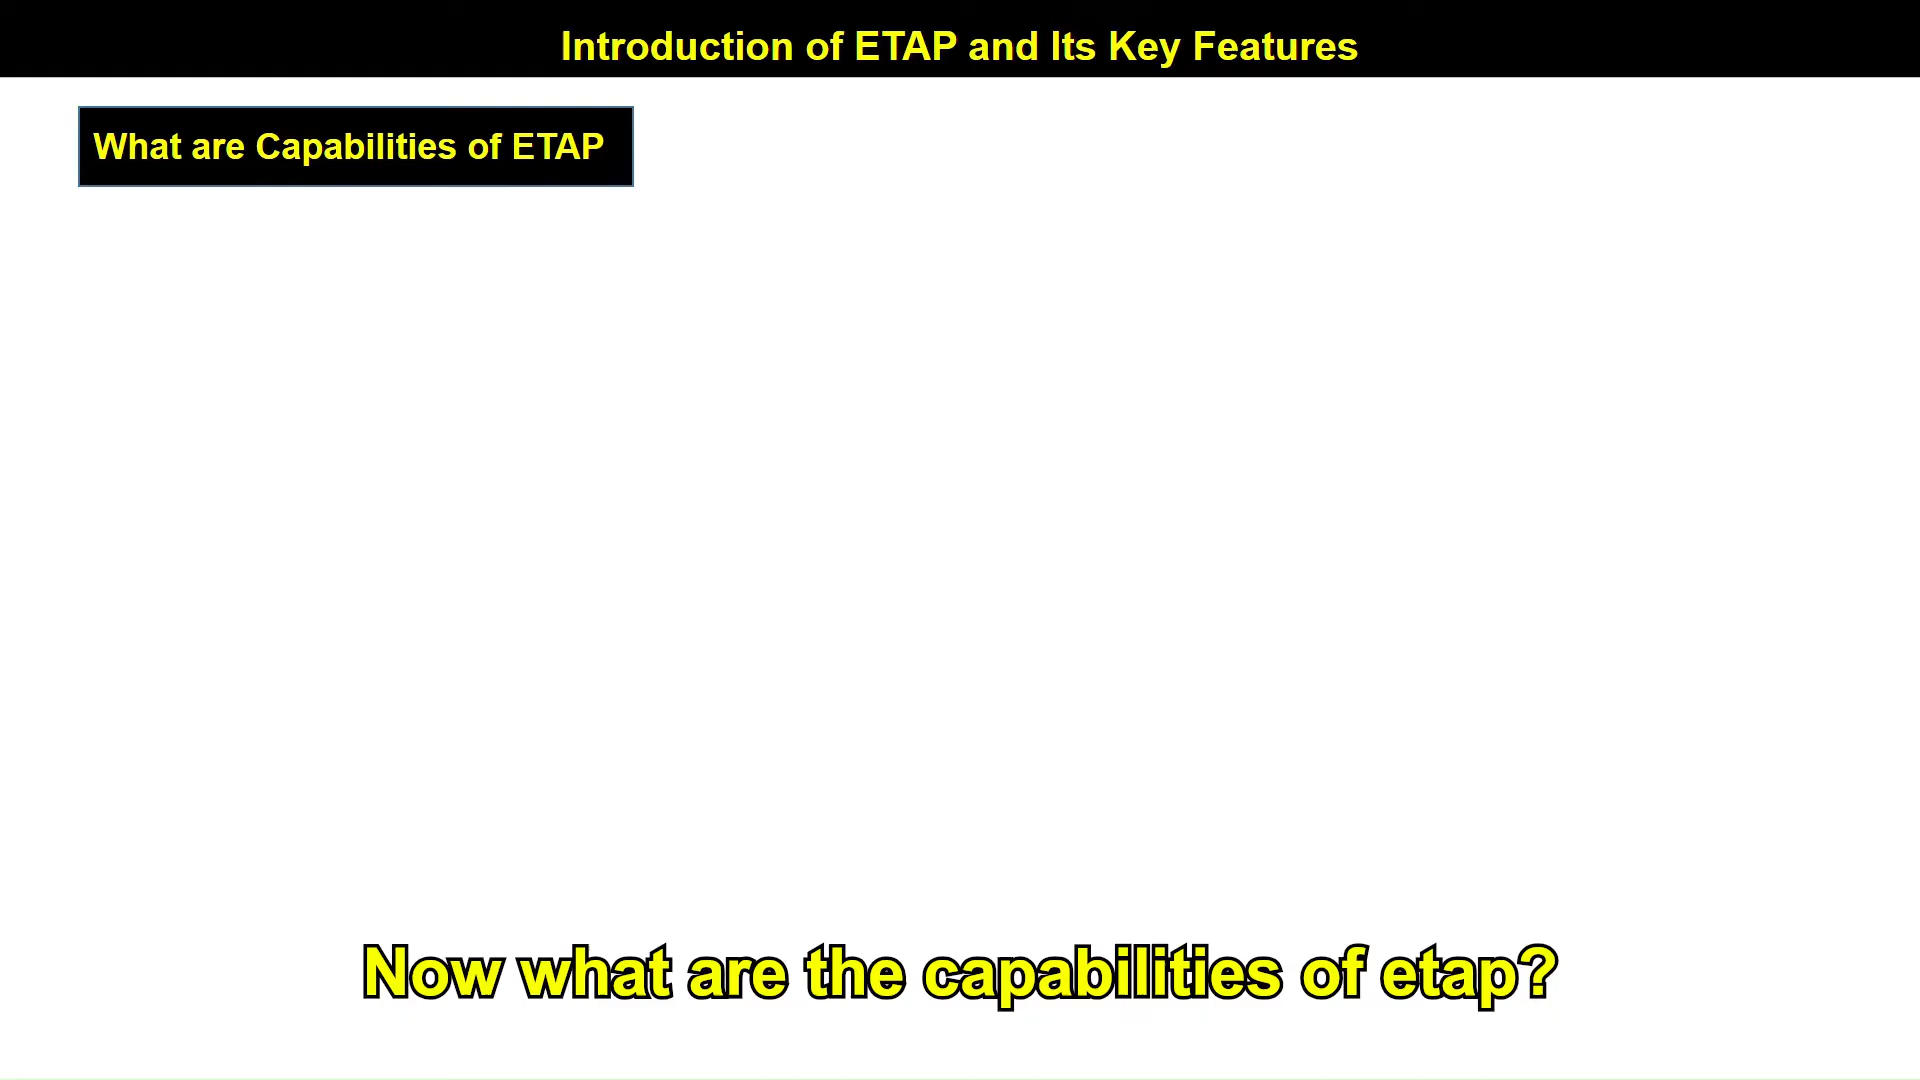 Introduction of ETAP and Its Key Features
What are Capabilities of ETAP
Now what are the capabilities of etap?